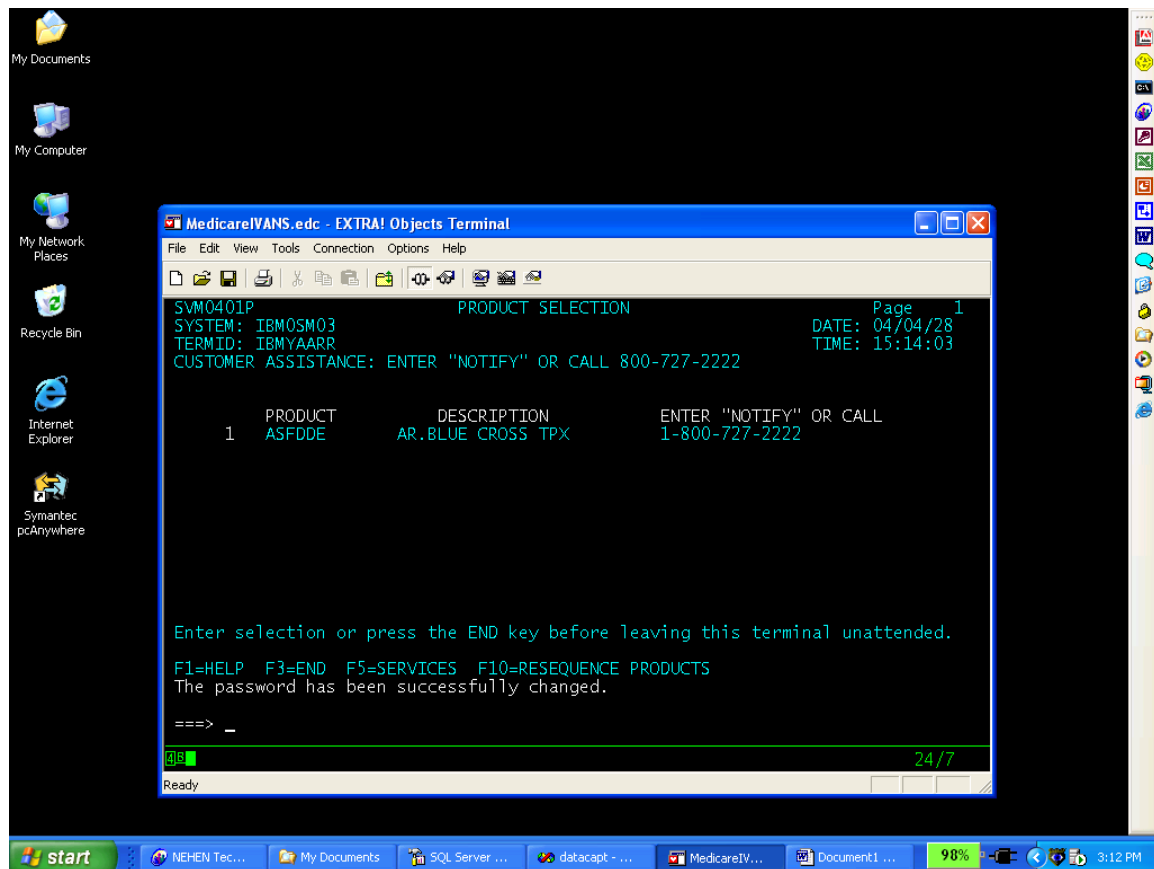 My Documents
My Computer
My Network
Places
Recycle Bin
Internet
Explorer
Symantec
pcAnywhere
MedicareIVANS.edc - EXTRA! Objects Terminal
File Edit View Tools Connection Options Help
SVM0401P PRODUCT SELECTION Page 1
SYSTEM: IBM0SM03 DATE: 04/04/28
TERMID: IBMYAARR TIME: 15:14:03
CUSTOMER ASSISTANCE: ENTER "NOTIFY" OR CALL 800-727-2222
PRODUCT DESCRIPTION ENTER "NOTIFY" OR CALL
1 ASFDDE AR.BLUE CROSS TPX 1-800-727-2222
Enter selection or press the END key before leaving this terminal unattended.
F1=HELP F3=END F5=SERVICES F10=RESEQUENCE PRODUCTS
The password has been successfully changed.
===> _
4B 24/7
Ready
C:\
start NEHEN Tec... My Documents SQL Server ... datacapt - ... MedicareIV... Document1 ... 98% 3:12 PM